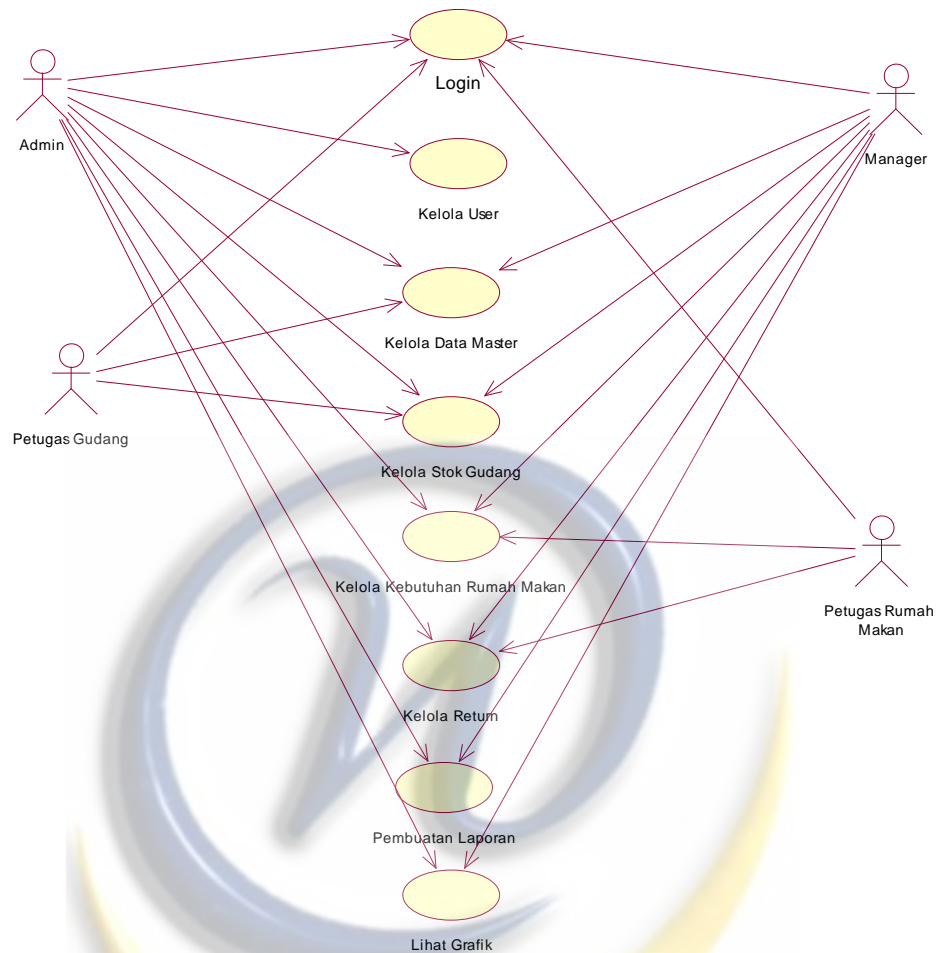 Login
Admin
Manager
Kelola User
Kelola Data Master
Petugas Gudang
Kelola Stok Gudang
Kelola Kebutuhan Rumah Makan
Petugas Rumah
Makan
Kelola Return
Pembuatan Laporan
Lihat Grafik